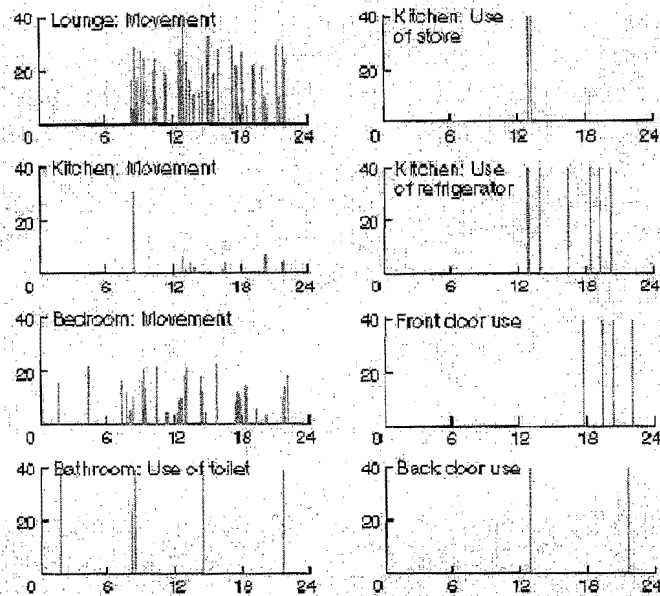 40 Lounge: Movement
20
0 6 12 18 24
40 Kitchen: Use
of stove
20
0 6 12 18 24
40 Kitchen: Movement
20
0 6 12 18 24
40 Kitchen: Use
of refrigerator
20
0 6 12 18 24
40 Bedroom: Movement
20
0 6 12 18 24
40 Front door use
20
0 6 12 18 24
40 Bathroom: Use of toilet
20
0 6 12 18 24
40 Back door use
20
0 6 12 18 24